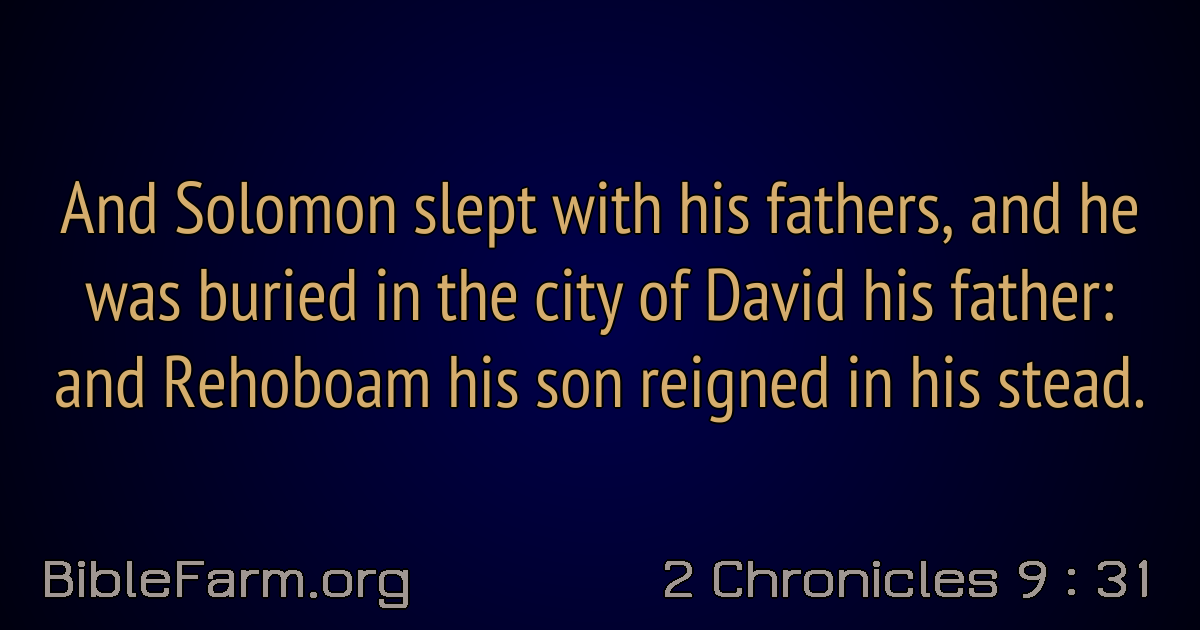 And Solomon slept with his fathers, and he
was buried in the city of David his father:
and Rehoboam his son reigned in his stead.
BibleFarm.org
2 Chronicles 9 : 31